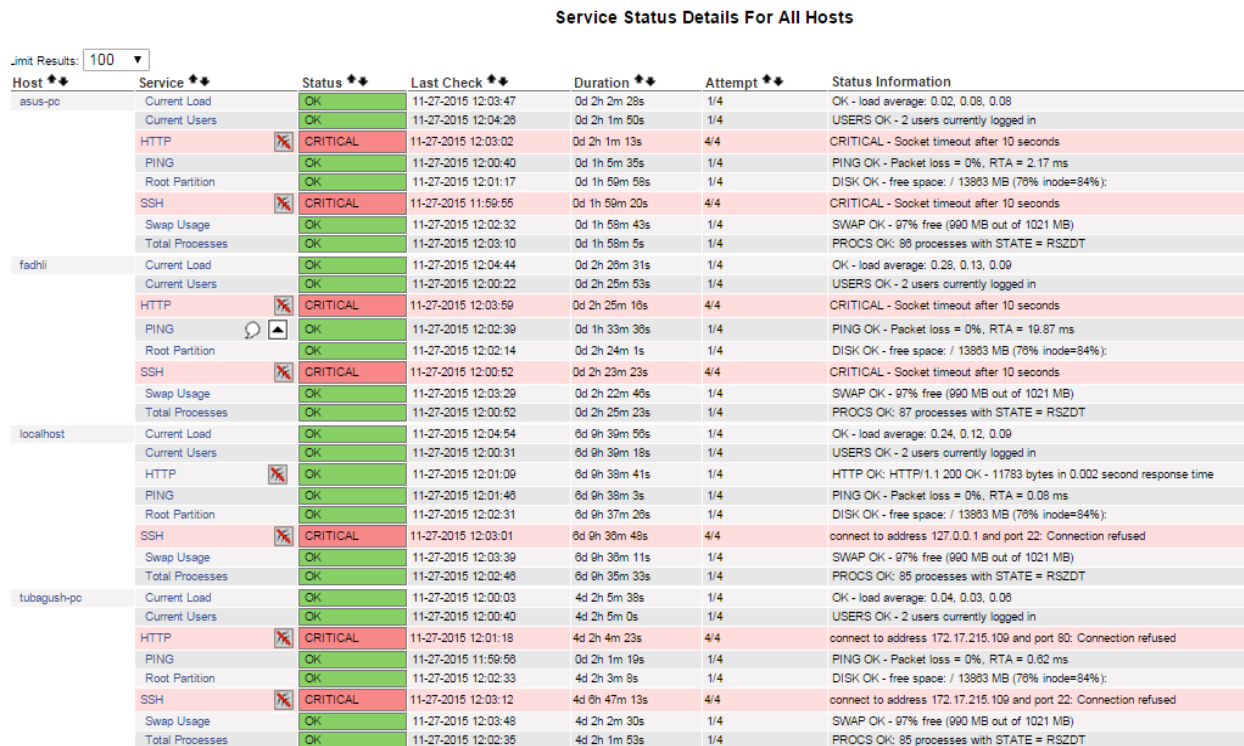 Service Status Details For All Hosts
Limit Results: 100
Host Service Status Last Check Duration Attempt Status Information
asus-pc Current Load OK 11-27-2015 12:03:47 0d 2h 2m 28s 1/4 OK - load average: 0.02, 0.08, 0.08
Current Users OK 11-27-2015 12:04:26 0d 2h 1m 50s 1/4 USERS OK - 2 users currently logged in
HTTP CRITICAL 11-27-2015 12:03:02 0d 2h 1m 13s 4/4 CRITICAL - Socket timeout after 10 seconds
PING OK 11-27-2015 12:00:40 0d 1h 5m 35s 1/4 PING OK - Packet loss = 0%, RTA = 2.17 ms
Root Partition OK 11-27-2015 12:01:17 0d 1h 59m 58s 1/4 DISK OK - free space: / 13863 MB (76% inode=84%):
SSH CRITICAL 11-27-2015 11:59:55 0d 1h 59m 20s 4/4 CRITICAL - Socket timeout after 10 seconds
Swap Usage OK 11-27-2015 12:02:32 0d 1h 58m 43s 1/4 SWAP OK - 97% free (990 MB out of 1021 MB)
Total Processes OK 11-27-2015 12:03:10 0d 1h 58m 5s 1/4 PROCS OK: 86 processes with STATE = RSZDT
fadhli Current Load OK 11-27-2015 12:04:44 0d 2h 26m 31s 1/4 OK - load average: 0.28, 0.13, 0.09
Current Users OK 11-27-2015 12:00:22 0d 2h 25m 53s 1/4 USERS OK - 2 users currently logged in
HTTP CRITICAL 11-27-2015 12:03:59 0d 2h 25m 16s 4/4 CRITICAL - Socket timeout after 10 seconds
PING OK 11-27-2015 12:02:39 0d 1h 33m 36s 1/4 PING OK - Packet loss = 0%, RTA = 19.87 ms
Root Partition OK 11-27-2015 12:02:14 0d 2h 24m 1s 1/4 DISK OK - free space: / 13863 MB (76% inode=84%):
SSH CRITICAL 11-27-2015 12:00:52 0d 2h 23m 23s 4/4 CRITICAL - Socket timeout after 10 seconds
Swap Usage OK 11-27-2015 12:03:29 0d 2h 22m 46s 1/4 SWAP OK - 97% free (990 MB out of 1021 MB)
Total Processes OK 11-27-2015 12:00:52 0d 2h 25m 23s 1/4 PROCS OK: 87 processes with STATE = RSZDT
localhost Current Load OK 11-27-2015 12:04:54 6d 9h 39m 56s 1/4 OK - load average: 0.24, 0.12, 0.09
Current Users OK 11-27-2015 12:00:31 6d 9h 39m 18s 1/4 USERS OK - 2 users currently logged in
HTTP OK 11-27-2015 12:01:09 6d 9h 38m 41s 1/4 HTTP OK: HTTP/1.1 200 OK - 11783 bytes in 0.002 second response time
PING OK 11-27-2015 12:01:46 6d 9h 38m 3s 1/4 PING OK - Packet loss = 0%, RTA = 0.08 ms
Root Partition OK 11-27-2015 12:02:31 6d 9h 37m 26s 1/4 DISK OK - free space: / 13863 MB (76% inode=84%):
SSH CRITICAL 11-27-2015 12:03:01 6d 9h 36m 48s 4/4 connect to address 127.0.0.1 and port 22: Connection refused
Swap Usage OK 11-27-2015 12:03:39 6d 9h 36m 11s 1/4 SWAP OK - 97% free (990 MB out of 1021 MB)
Total Processes OK 11-27-2015 12:02:46 6d 9h 35m 33s 1/4 PROCS OK: 85 processes with STATE = RSZDT
tubagush-pc Current Load OK 11-27-2015 12:00:03 4d 2h 5m 38s 1/4 OK - load average: 0.04, 0.03, 0.06
Current Users OK 11-27-2015 12:00:40 4d 2h 5m 0s 1/4 USERS OK - 2 users currently logged in
HTTP CRITICAL 11-27-2015 12:01:18 4d 2h 4m 23s 4/4 connect to address 172.17.215.109 and port 80: Connection refused
PING OK 11-27-2015 11:59:56 0d 2h 1m 19s 1/4 PING OK - Packet loss = 0%, RTA = 0.62 ms
Root Partition OK 11-27-2015 12:02:33 4d 2h 3m 8s 1/4 DISK OK - free space: / 13863 MB (76% inode=84%):
SSH CRITICAL 11-27-2015 12:03:12 4d 6h 47m 13s 4/4 connect to address 172.17.215.109 and port 22: Connection refused
Swap Usage OK 11-27-2015 12:03:48 4d 2h 2m 30s 1/4 SWAP OK - 97% free (990 MB out of 1021 MB)
Total Processes OK 11-27-2015 12:02:35 4d 2h 1m 53s 1/4 PROCS OK: 85 processes with STATE = RSZDT